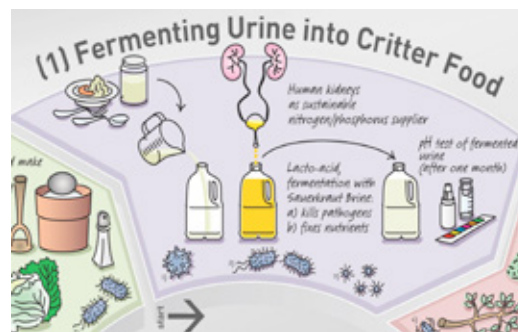 (1) Fermenting Urine into Critter Food
Human kidneys
as sustainable
nitrogen/phosphorus supplier
pH test of fermented
urine
(after one month)
Lacto-acid,
fermentation with
Sauerkraut Brine.
a) kills pathogens
b) fixes nutrients
make
start